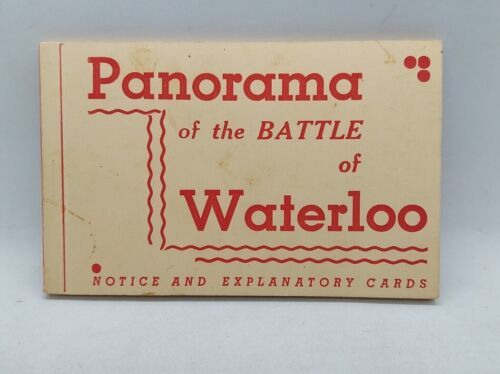 Panorama
of the BATTLE
of
Waterloo
NOTICE AND EXPLANATORY CARDS